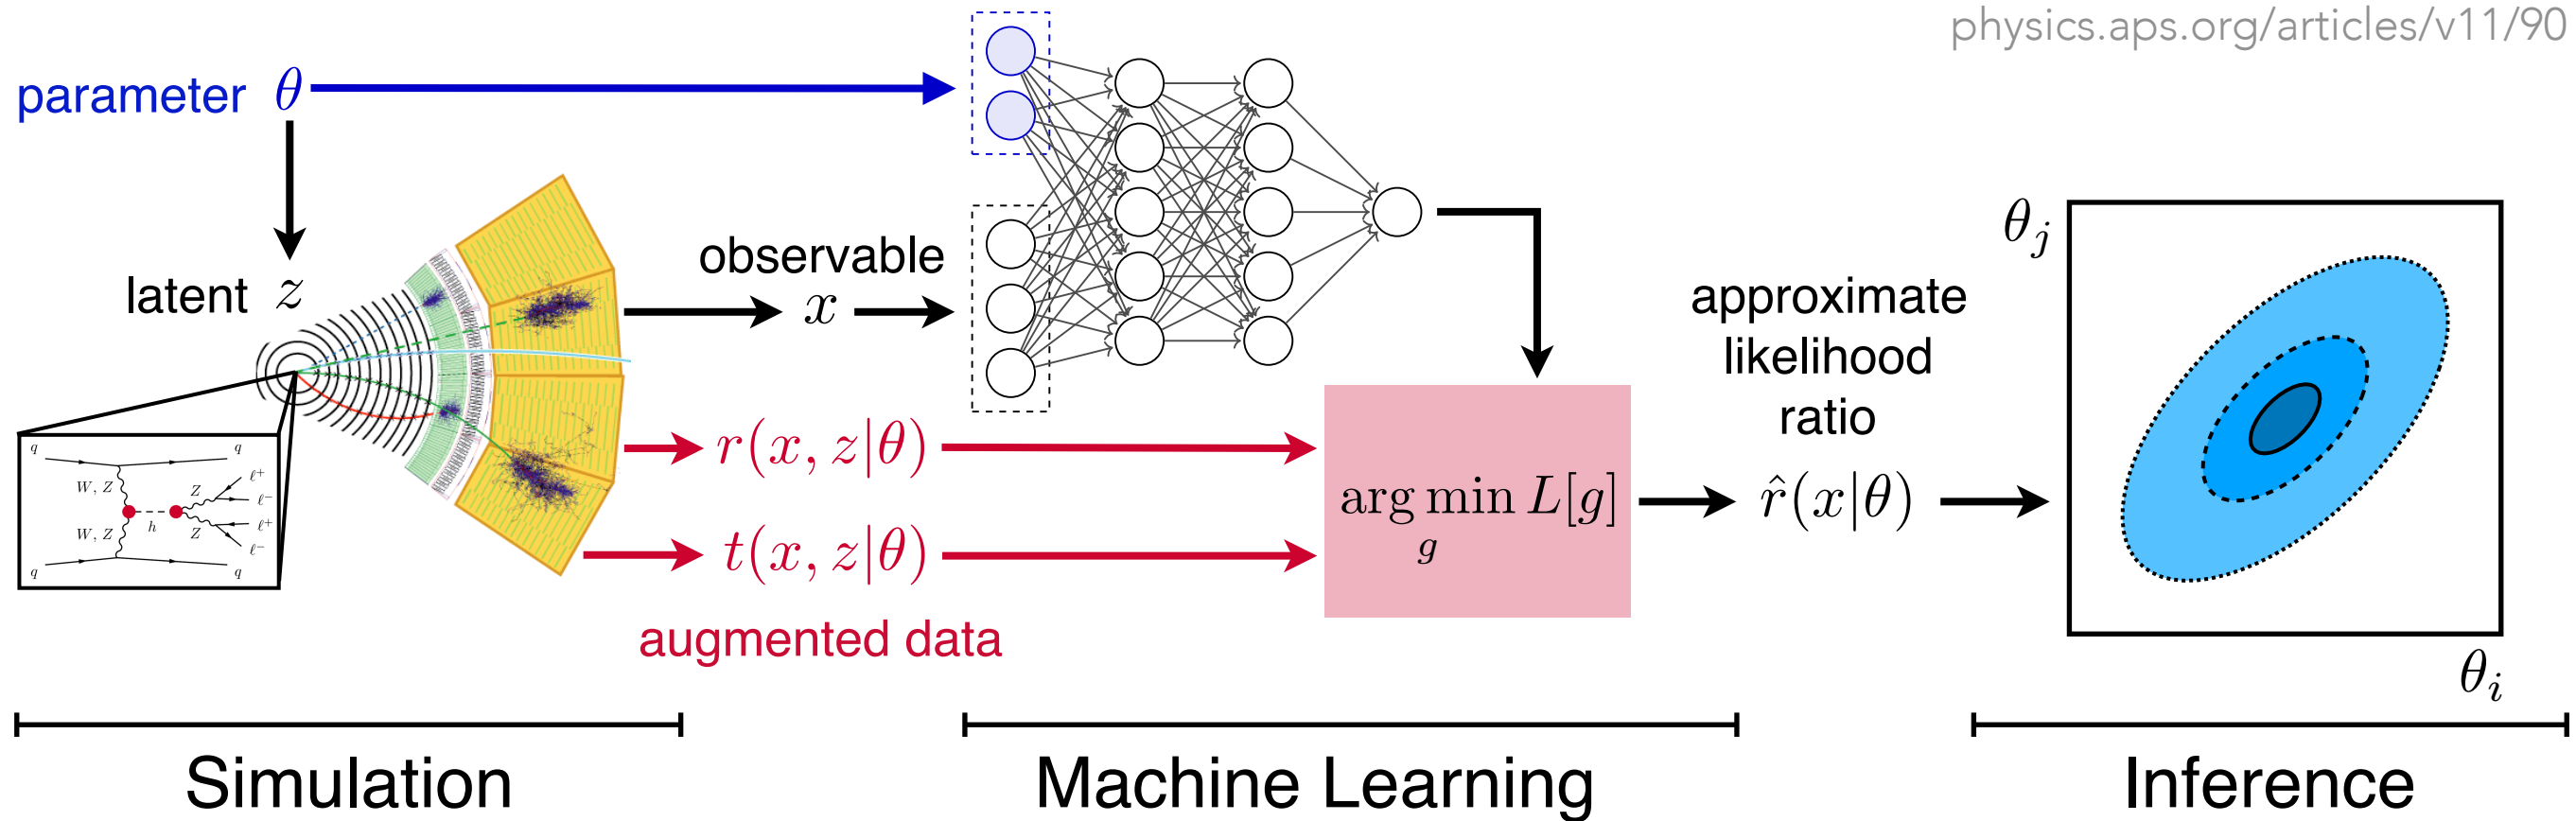 physics.aps.org/articles/v11/90
parameter θ
latent z
observable
x
q
q
W, Z
Z
ℓ+
ℓ−
h
W, Z
Z
ℓ+
ℓ−
q
q
r(x, z|θ)
t(x, z|θ)
augmented data
arg min L[g]
g
approximate
likelihood
ratio
r̂(x|θ)
θj
θi
Simulation
Machine Learning
Inference